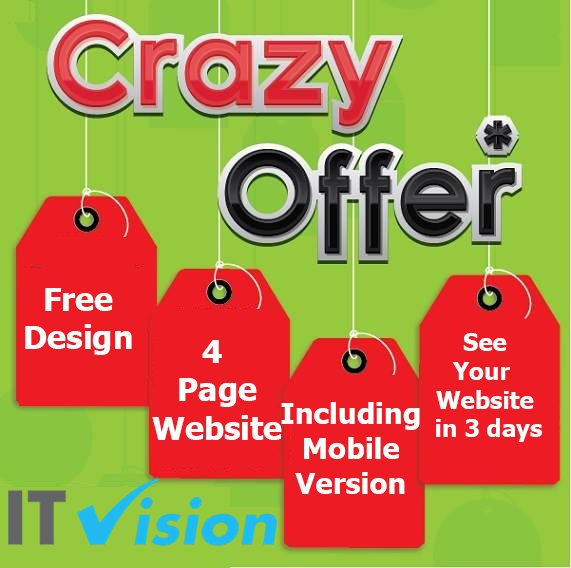 Crazy
Offer*
Free
Design
4
Page
Website
Including
Mobile
Version
See
Your
Website
in 3 days
IT Vision